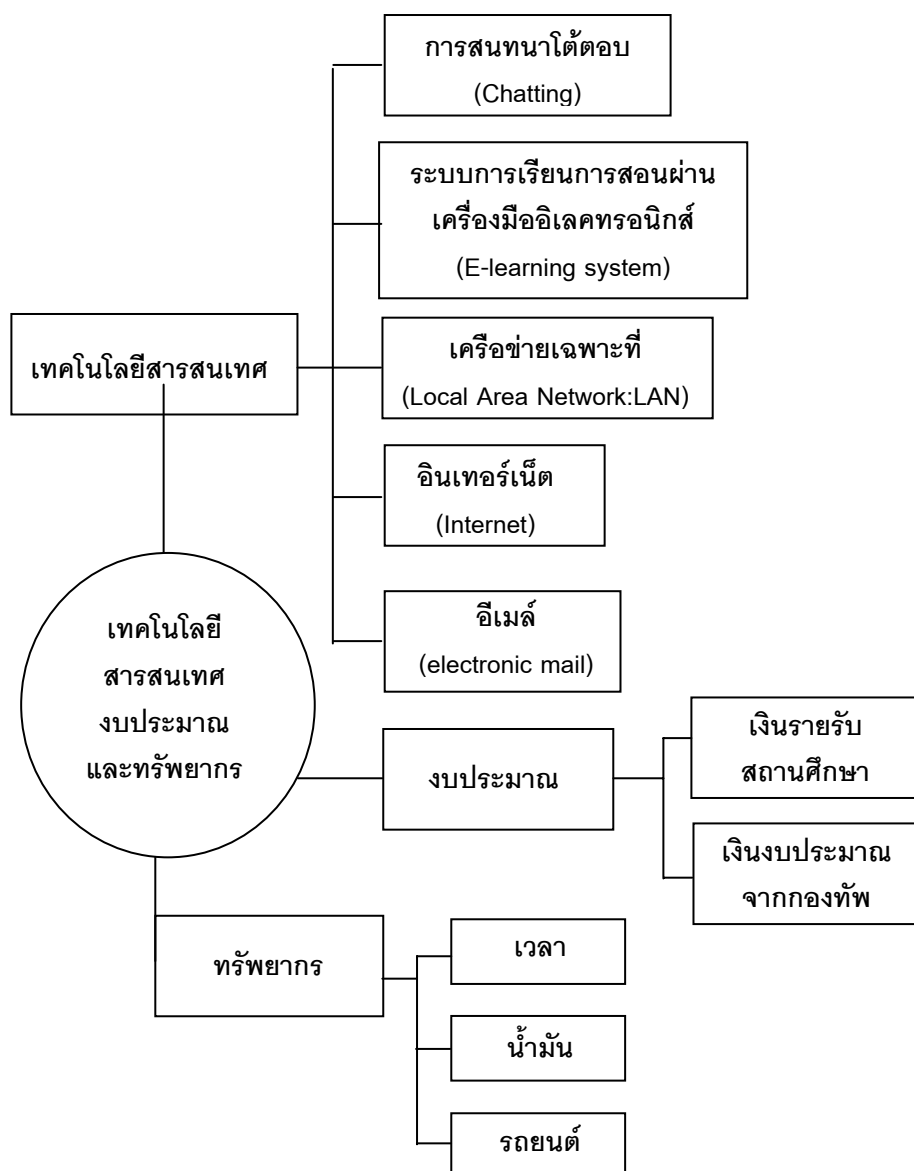 การสนทนาโต้ตอบ
(Chatting)
ระบบการเรียนการสอนผ่าน
เครื่องมืออิเลคทรอนิกส์
(E-learning system)
เทคโนโลยีสารสนเทศ
เครือข่ายเฉพาะที่
(Local Area Network:LAN)
อินเทอร์เน็ต
(Internet)
อีเมล์
(electronic mail)
เทคโนโลยี
สารสนเทศ
งบประมาณ
และทรัพยากร
งบประมาณ
เงินรายรับ
สถานศึกษา
เงินงบประมาณ
จากกองทัพ
ทรัพยากร
เวลา
น้ำมัน
รถยนต์